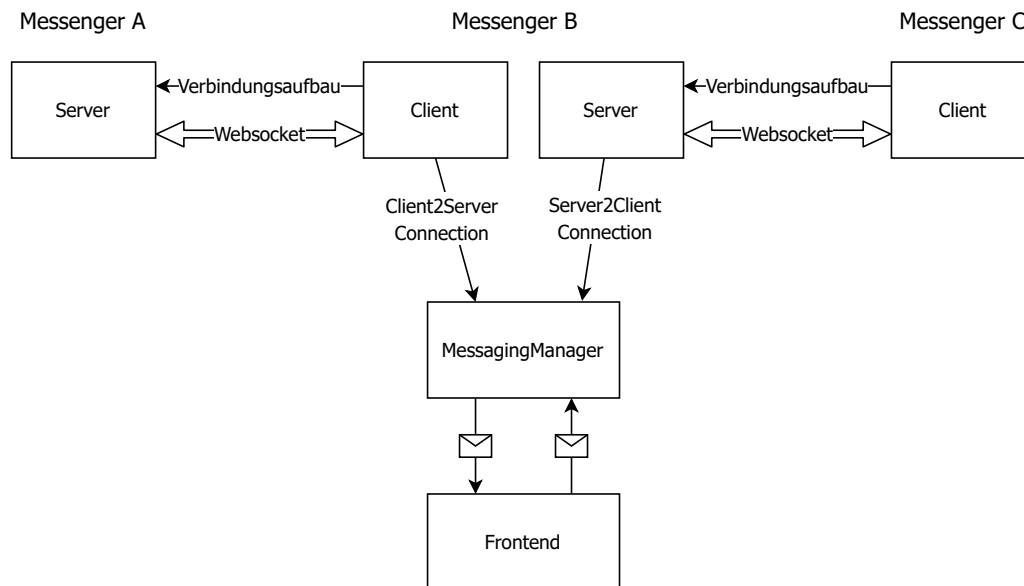 Messenger A
Messenger B
Messenger C
Server
Verbindungsaufbau
Websocket
Client
Server
Verbindungsaufbau
Websocket
Client
Client2Server
Connection
Server2Client
Connection
MessagingManager
Frontend